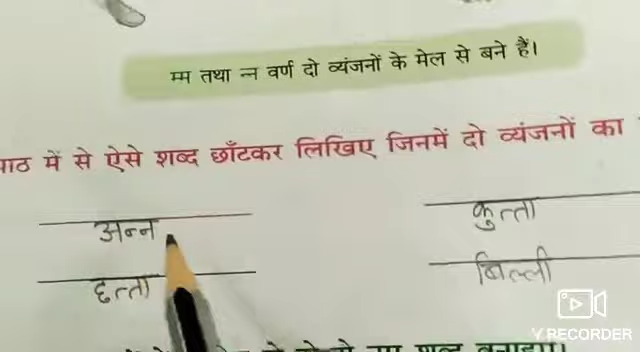 म्म तथा न्न वर्ण दो व्यंजनों के मेल से बने हैं।
पाठ में से ऐसे शब्द छाँटकर लिखिए जिनमें दो व्यंजनों का
अन्न कुत्ता
छत्ता बिल्ली
Y.RECORDER